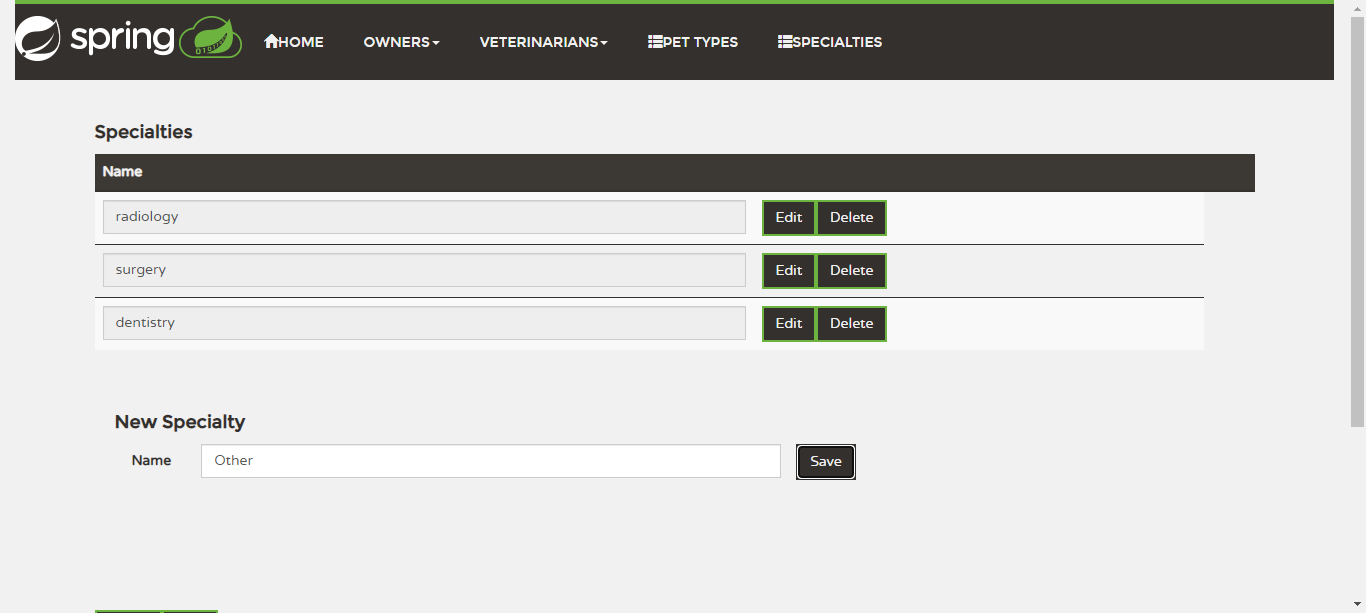 spring HOME OWNERS VETERINARIANS PET TYPES SPECIALTIES
Specialties
Name
radiology Edit Delete
surgery Edit Delete
dentistry Edit Delete
New Specialty
Name Other Save